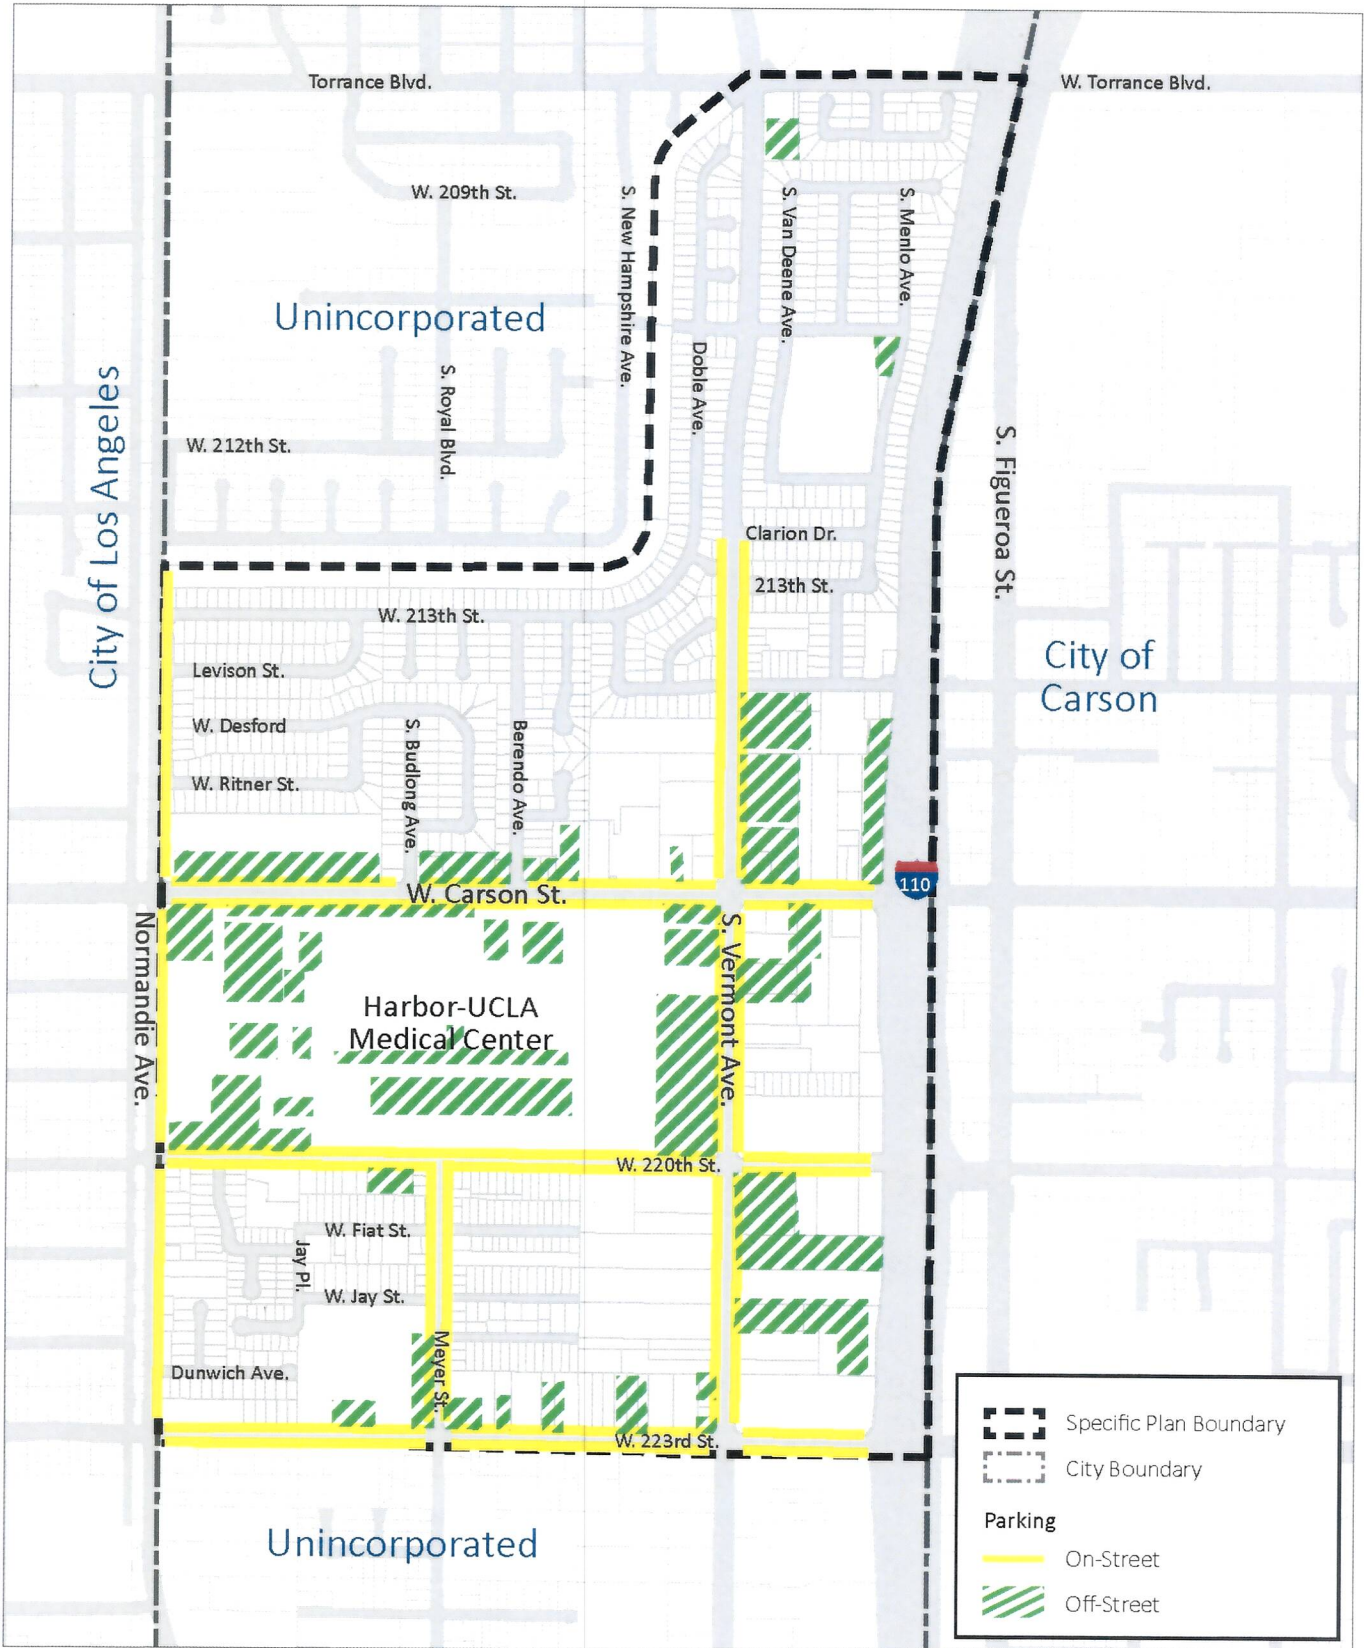 Torrance Blvd.
W. Torrance Blvd.
W. 209th St.
S. New Hampshire Ave.
S. Van Deene Ave.
S. Menlo Ave.
Unincorporated
City of Los Angeles
S. Royal Blvd.
Doble Ave.
W. 212th St.
S. Figueroa St.
Clarion Dr.
213th St.
W. 213th St.
City of
Carson
Levison St.
W. Desford
S. Budlong Ave.
Berendo Ave.
W. Ritner St.
110
W. Carson St.
Normandie Ave.
S. Vermont Ave.
Harbor-UCLA
Medical Center
W. 220th St.
W. Fiat St.
Jay Pl.
W. Jay St.
Meyer St.
Dunwich Ave.
W. 223rd St.
Unincorporated
Specific Plan Boundary
City Boundary
Parking
On-Street
Off-Street